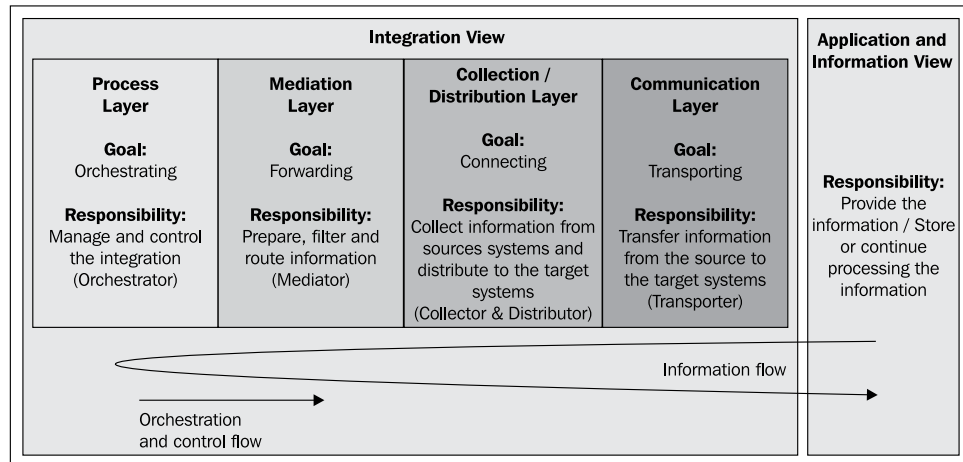 Integration View
Process
Layer
Goal:
Orchestrating
Responsibility:
Manage and control
the integration
(Orchestrator)
Mediation
Layer
Goal:
Forwarding
Responsibility:
Prepare, filter and
route information
(Mediator)
Collection /
Distribution Layer
Goal:
Connecting
Responsibility:
Collect information from
sources systems and
distribute to the target
systems
(Collector & Distributor)
Communication
Layer
Goal:
Transporting
Responsibility:
Transfer information
from the source to
the target systems
(Transporter)
Application and
Information View
Responsibility:
Provide the
information / Store
or continue
processing the
information
Information flow
Orchestration
and control flow